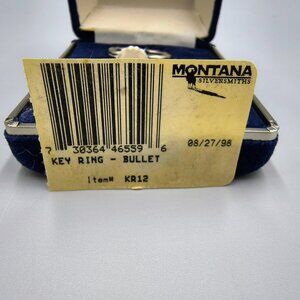 MONTANA
SILVERSMITHS
7 30364 46559 6
08/27/98
KEY RING - BULLET
Item# KR12